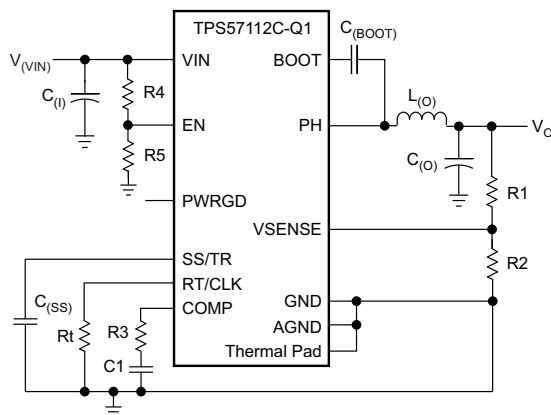 TPS57112C-Q1
C(BOOT)
V(VIN)
VIN
BOOT
C(I)
R4
L(O)
EN
PH
VO
R5
C(O)
R1
PWRGD
VSENSE
R2
SS/TR
RT/CLK
C(SS)
COMP
GND
Rt
R3
AGND
C1
Thermal Pad